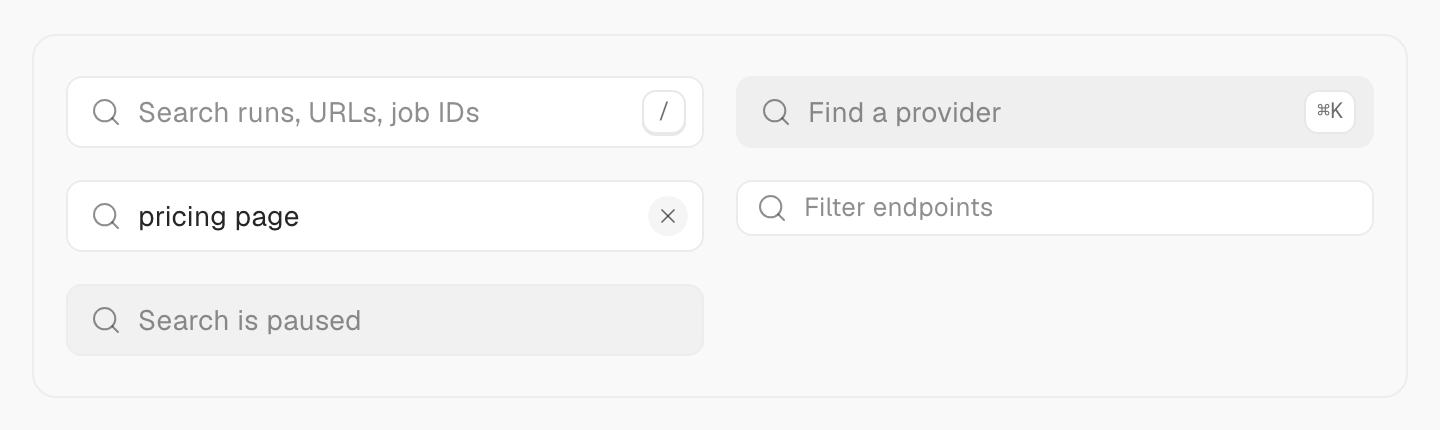 Search runs, URLs, job IDs /
Find a provider ⌘K
pricing page
Filter endpoints
Search is paused